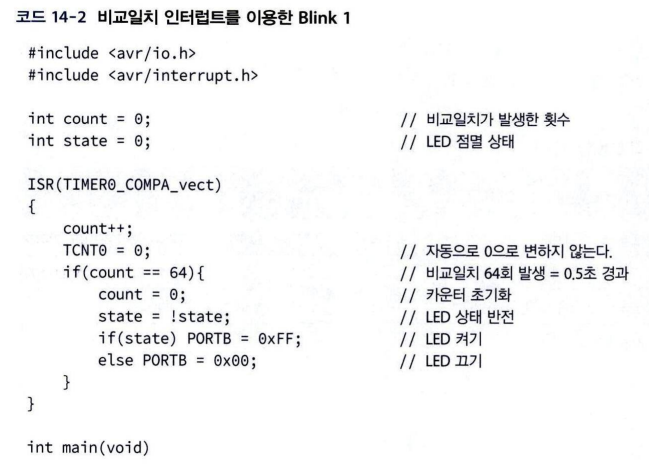 코드 14-2 비교일치 인터럽트를 이용한 Blink 1
#include <avr/io.h>
#include <avr/interrupt.h>
int count = 0; // 비교일치가 발생한 횟수
int state = 0; // LED 점멸 상태
ISR(TIMER0_COMPA_vect)
{
count++;
TCNT0 = 0; // 자동으로 0으로 변하지 않는다.
if(count == 64){ // 비교일치 64회 발생 = 0.5초 경과
count = 0; // 카운터 초기화
state = !state; // LED 상태 반전
if(state) PORTB = 0xFF; // LED 켜기
else PORTB = 0x00; // LED 끄기
}
}
int main(void)